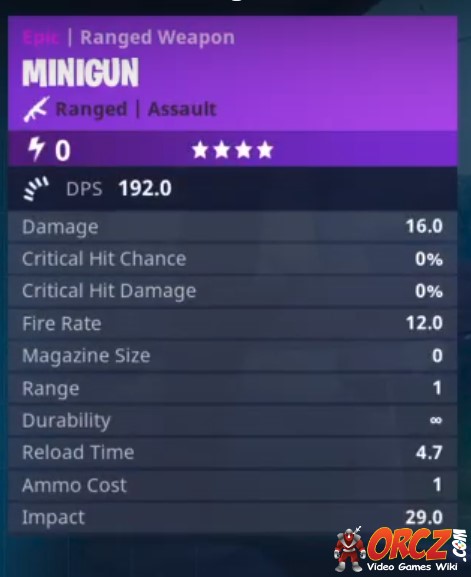 Epic | Ranged Weapon
MINIGUN
Ranged | Assault
0 ★★★★
DPS 192.0
Damage 16.0
Critical Hit Chance 0%
Critical Hit Damage 0%
Fire Rate 12.0
Magazine Size 0
Range 1
Durability ∞
Reload Time 4.7
Ammo Cost 1
Impact 29.0
ORCZ.COM
Video Games Wiki